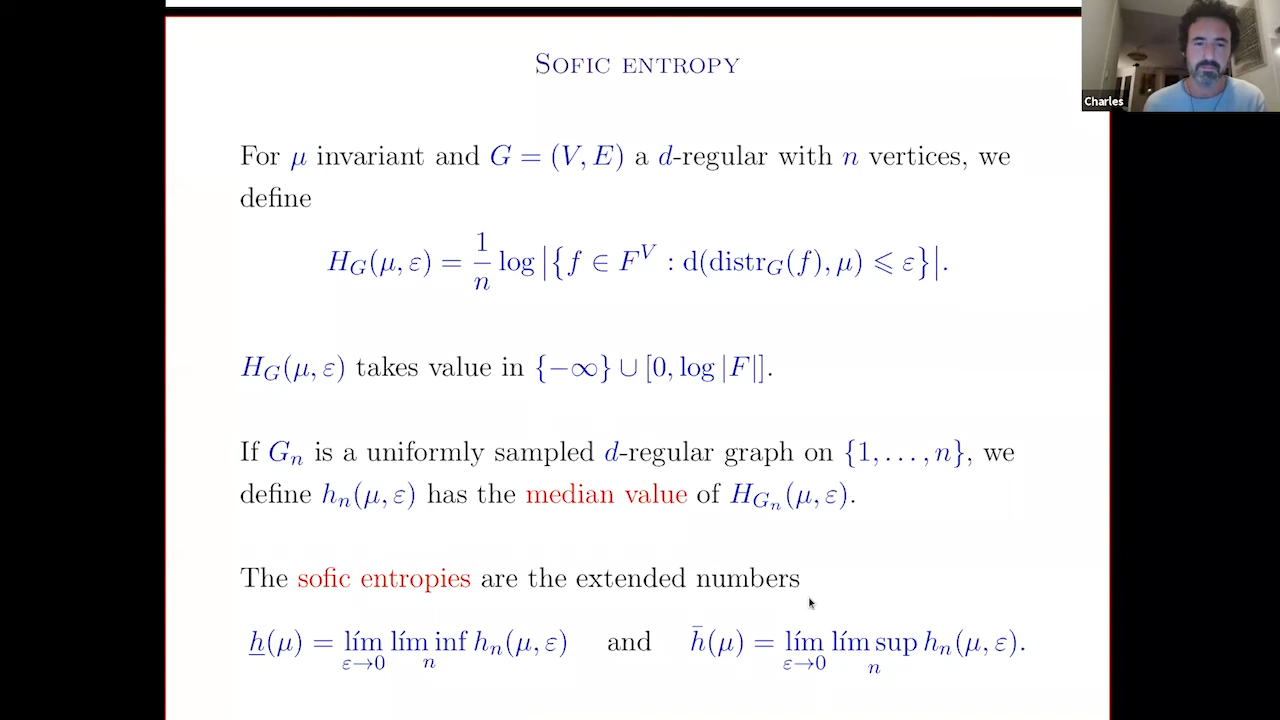 SOFIC ENTROPY
Charles
For μ invariant and G = (V, E) a d-regular with n vertices, we
define
H_G(μ, ε) = 1/n log |{f ∈ F^V : d(distr_G(f), μ) ⩽ ε}|.
H_G(μ, ε) takes value in {−∞} ∪ [0, log |F|].
If G_n is a uniformly sampled d-regular graph on {1, . . . , n}, we
define h_n(μ, ε) has the median value of H_{G_n}(μ, ε).
The sofic entropies are the extended numbers
h̲(μ) = lím_{ε→0} lím inf_n h_n(μ, ε) and h̄(μ) = lím_{ε→0} lím sup_n h_n(μ, ε).